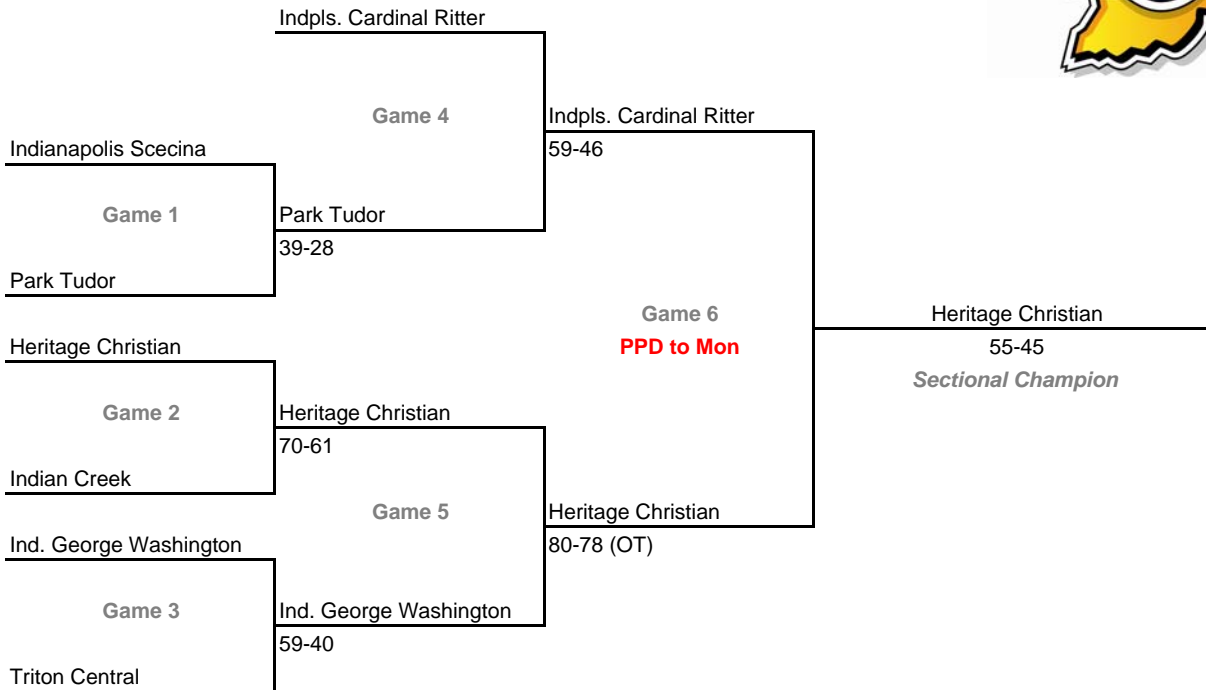 Indpls. Cardinal Ritter
Game 4
Indpls. Cardinal Ritter
Indianapolis Scecina
59-46
Game 1
Park Tudor
39-28
Park Tudor
Game 6
Heritage Christian
Heritage Christian
PPD to Mon
55-45
Sectional Champion
Game 2
Heritage Christian
70-61
Indian Creek
Game 5
Heritage Christian
Ind. George Washington
80-78 (OT)
Game 3
Ind. George Washington
59-40
Triton Central